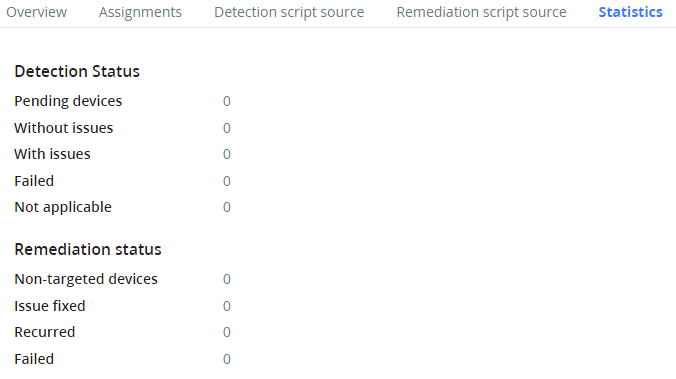 Overview Assignments Detection script source Remediation script source Statistics
Detection Status
Pending devices 0
Without issues 0
With issues 0
Failed 0
Not applicable 0
Remediation status
Non-targeted devices 0
Issue fixed 0
Recurred 0
Failed 0